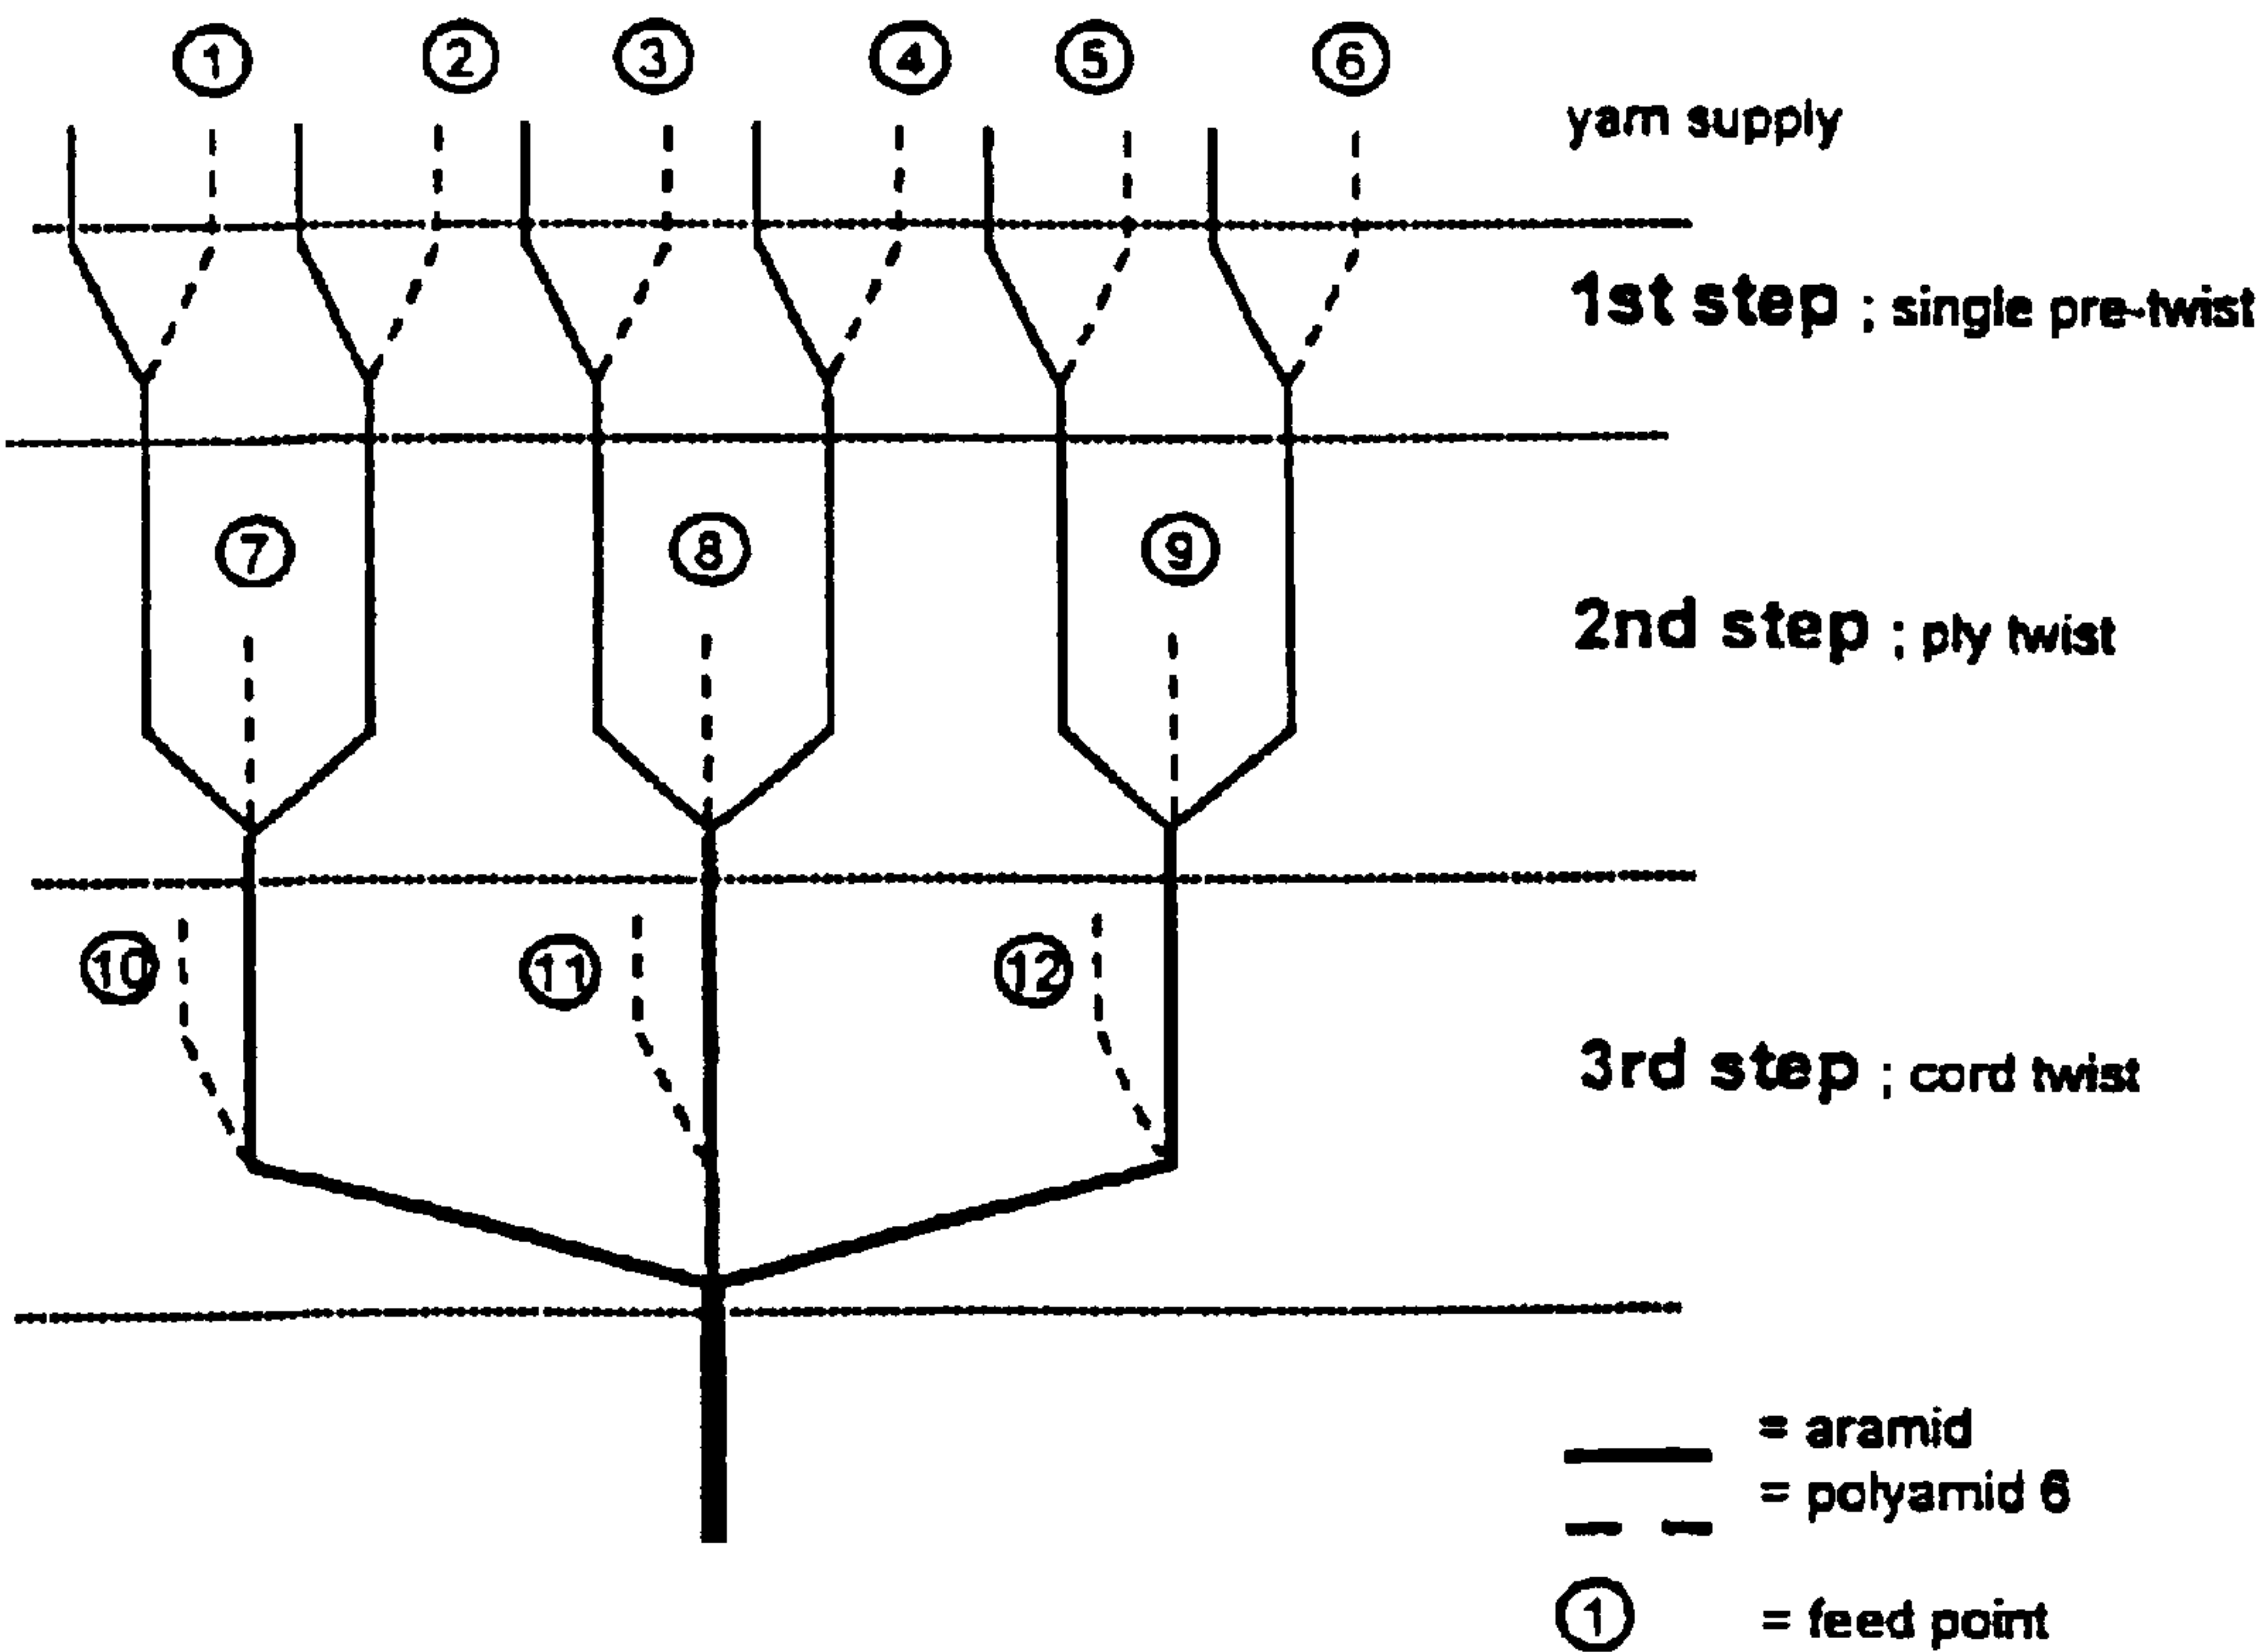 1 2 3 4 5 6
yarn supply
1st step ; single pre-twist
7 8 9
2nd step ; ply twist
10 11 12
3rd step ; cord twist
= aramid
= polyamid 6
1 = feed point